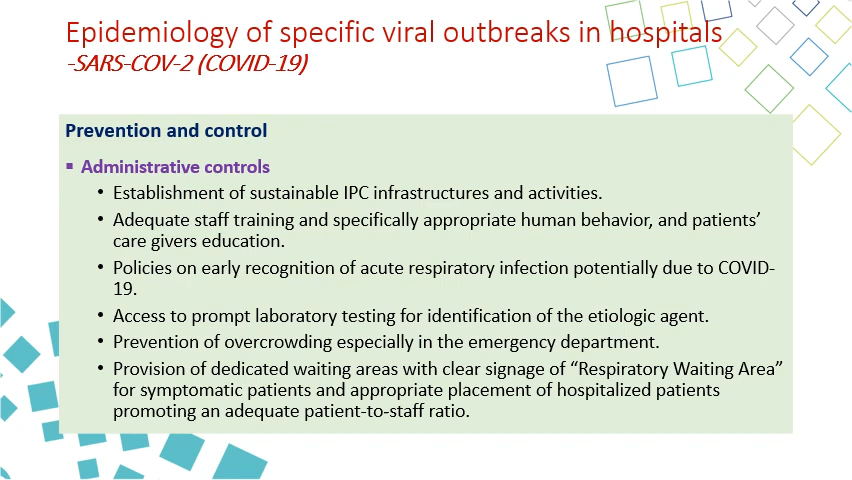 Epidemiology of specific viral outbreaks in hospitals
-SARS-COV-2 (COVID-19)
Prevention and control
▪ Administrative controls
• Establishment of sustainable IPC infrastructures and activities.
• Adequate staff training and specifically appropriate human behavior, and patients’
care givers education.
• Policies on early recognition of acute respiratory infection potentially due to COVID-
19.
• Access to prompt laboratory testing for identification of the etiologic agent.
• Prevention of overcrowding especially in the emergency department.
• Provision of dedicated waiting areas with clear signage of “Respiratory Waiting Area”
for symptomatic patients and appropriate placement of hospitalized patients
promoting an adequate patient-to-staff ratio.